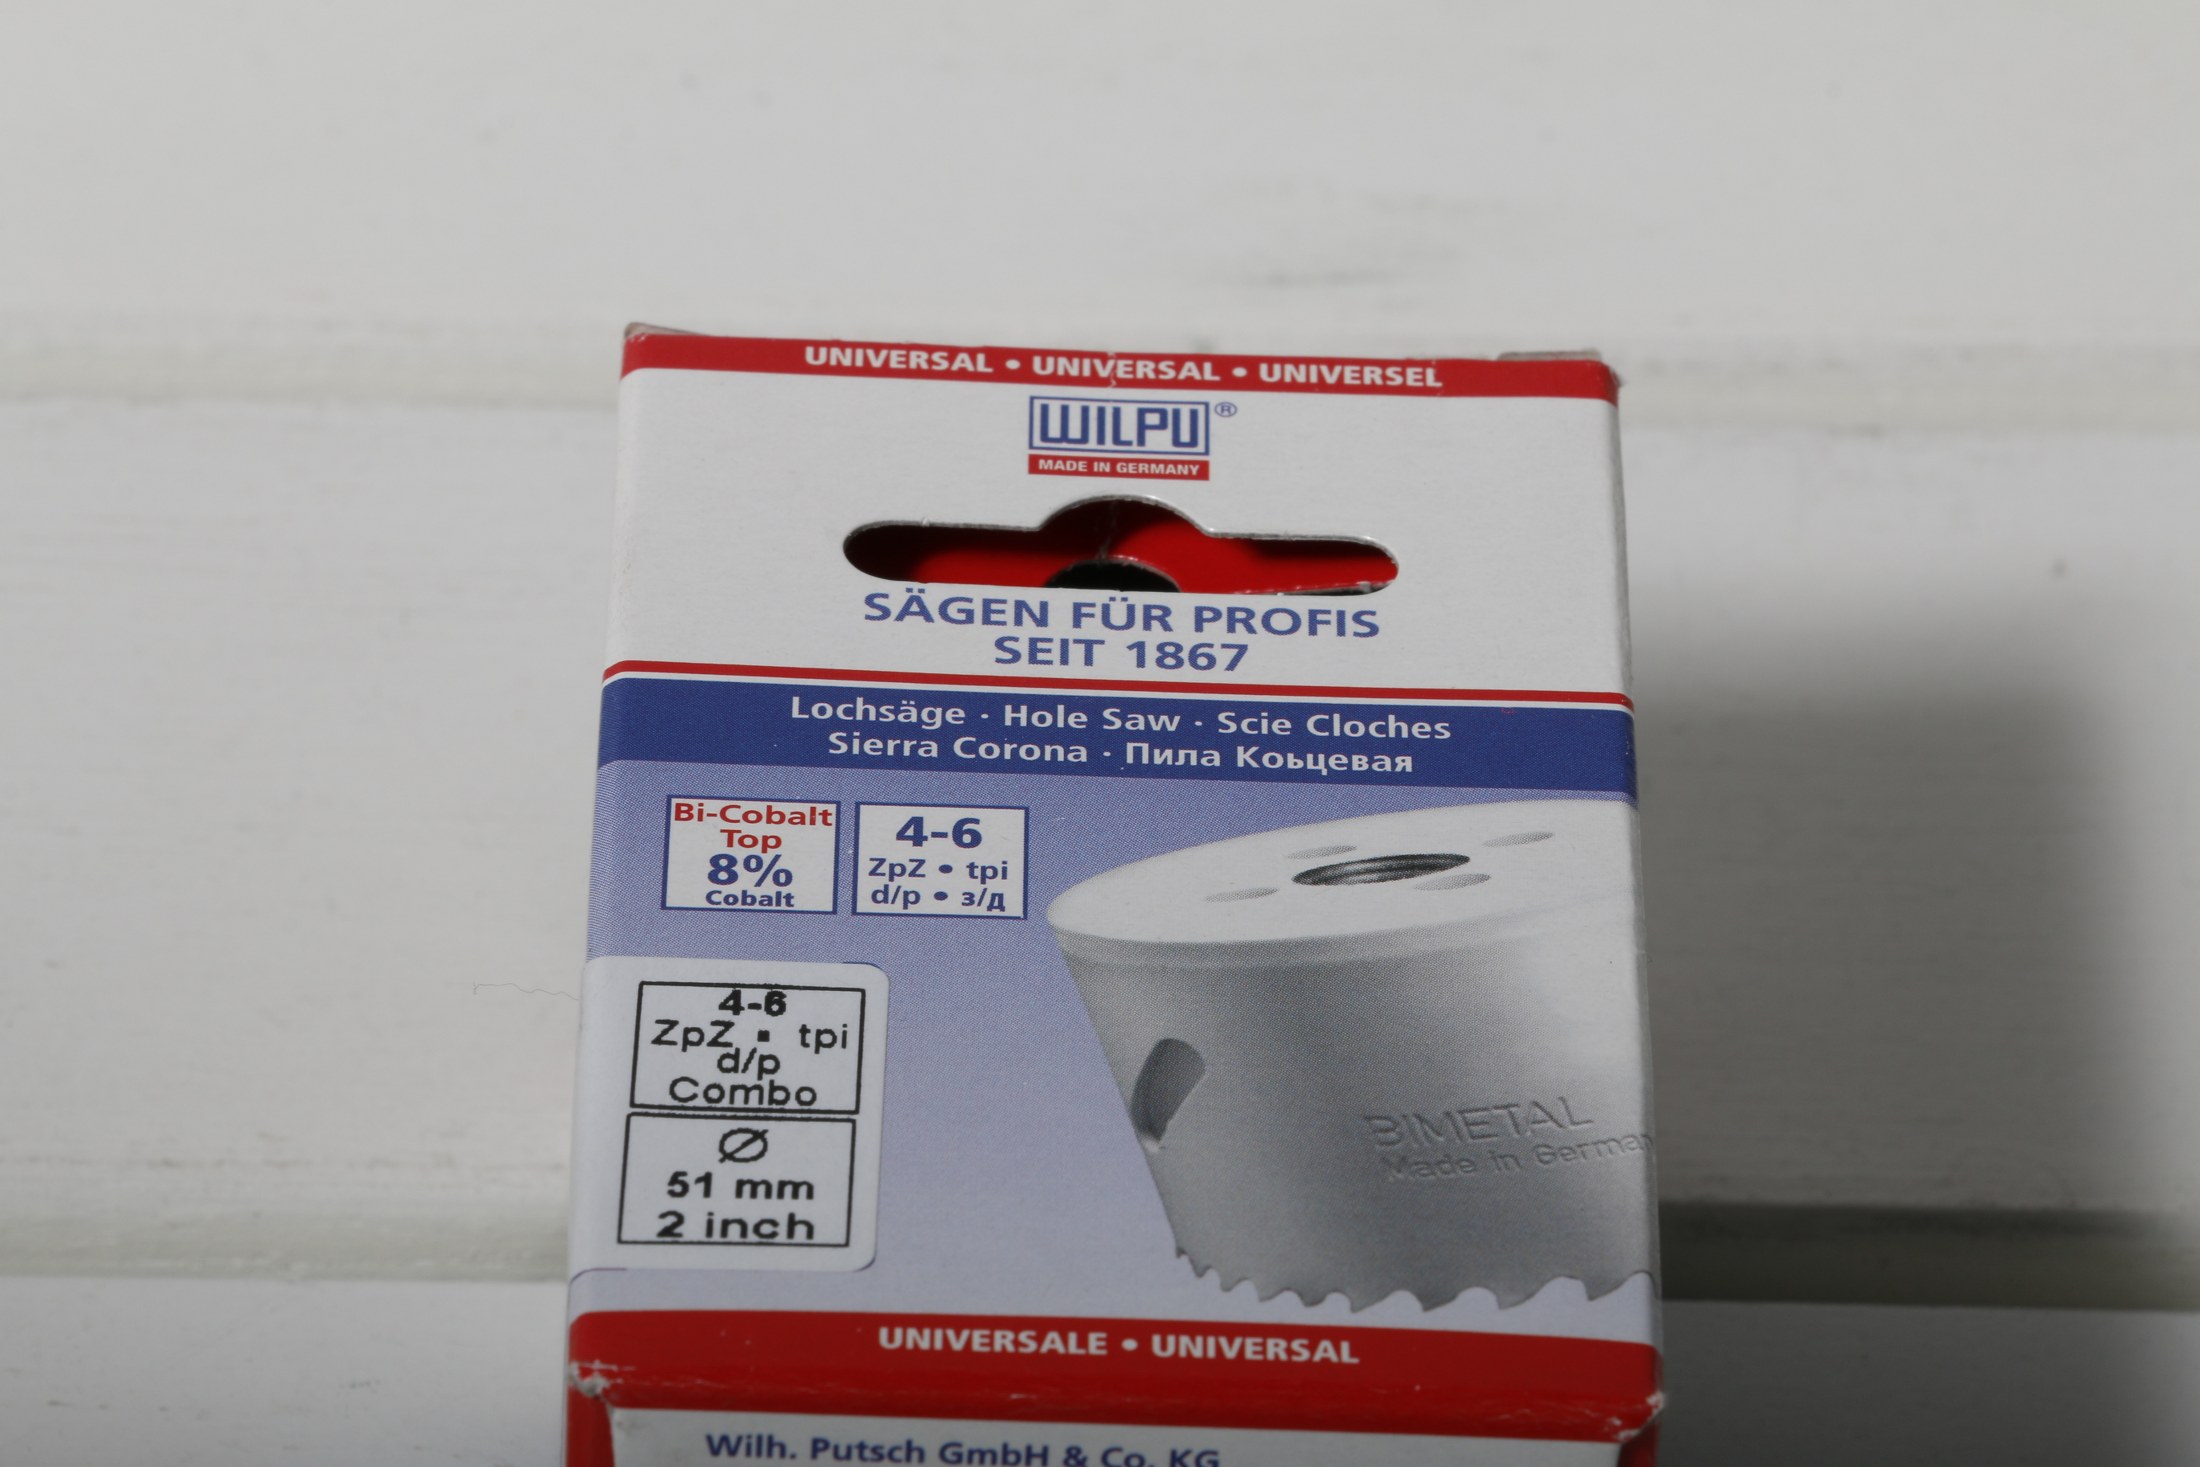 UNIVERSAL • UNIVERSAL • UNIVERSEL
WILPU®
MADE IN GERMANY
SÄGEN FÜR PROFIS
SEIT 1867
Lochsäge · Hole Saw · Scie Cloches
Sierra Corona · Пила Коьцевая
Bi-Cobalt
Top
8%
Cobalt
4-6
ZpZ • tpi
d/p • з/д
4-6
ZpZ ▪ tpi
d/p
Combo
Ø
51 mm
2 inch
BIMETAL
Made in German
UNIVERSALE • UNIVERSAL
Wilh. Putsch GmbH & Co. KG